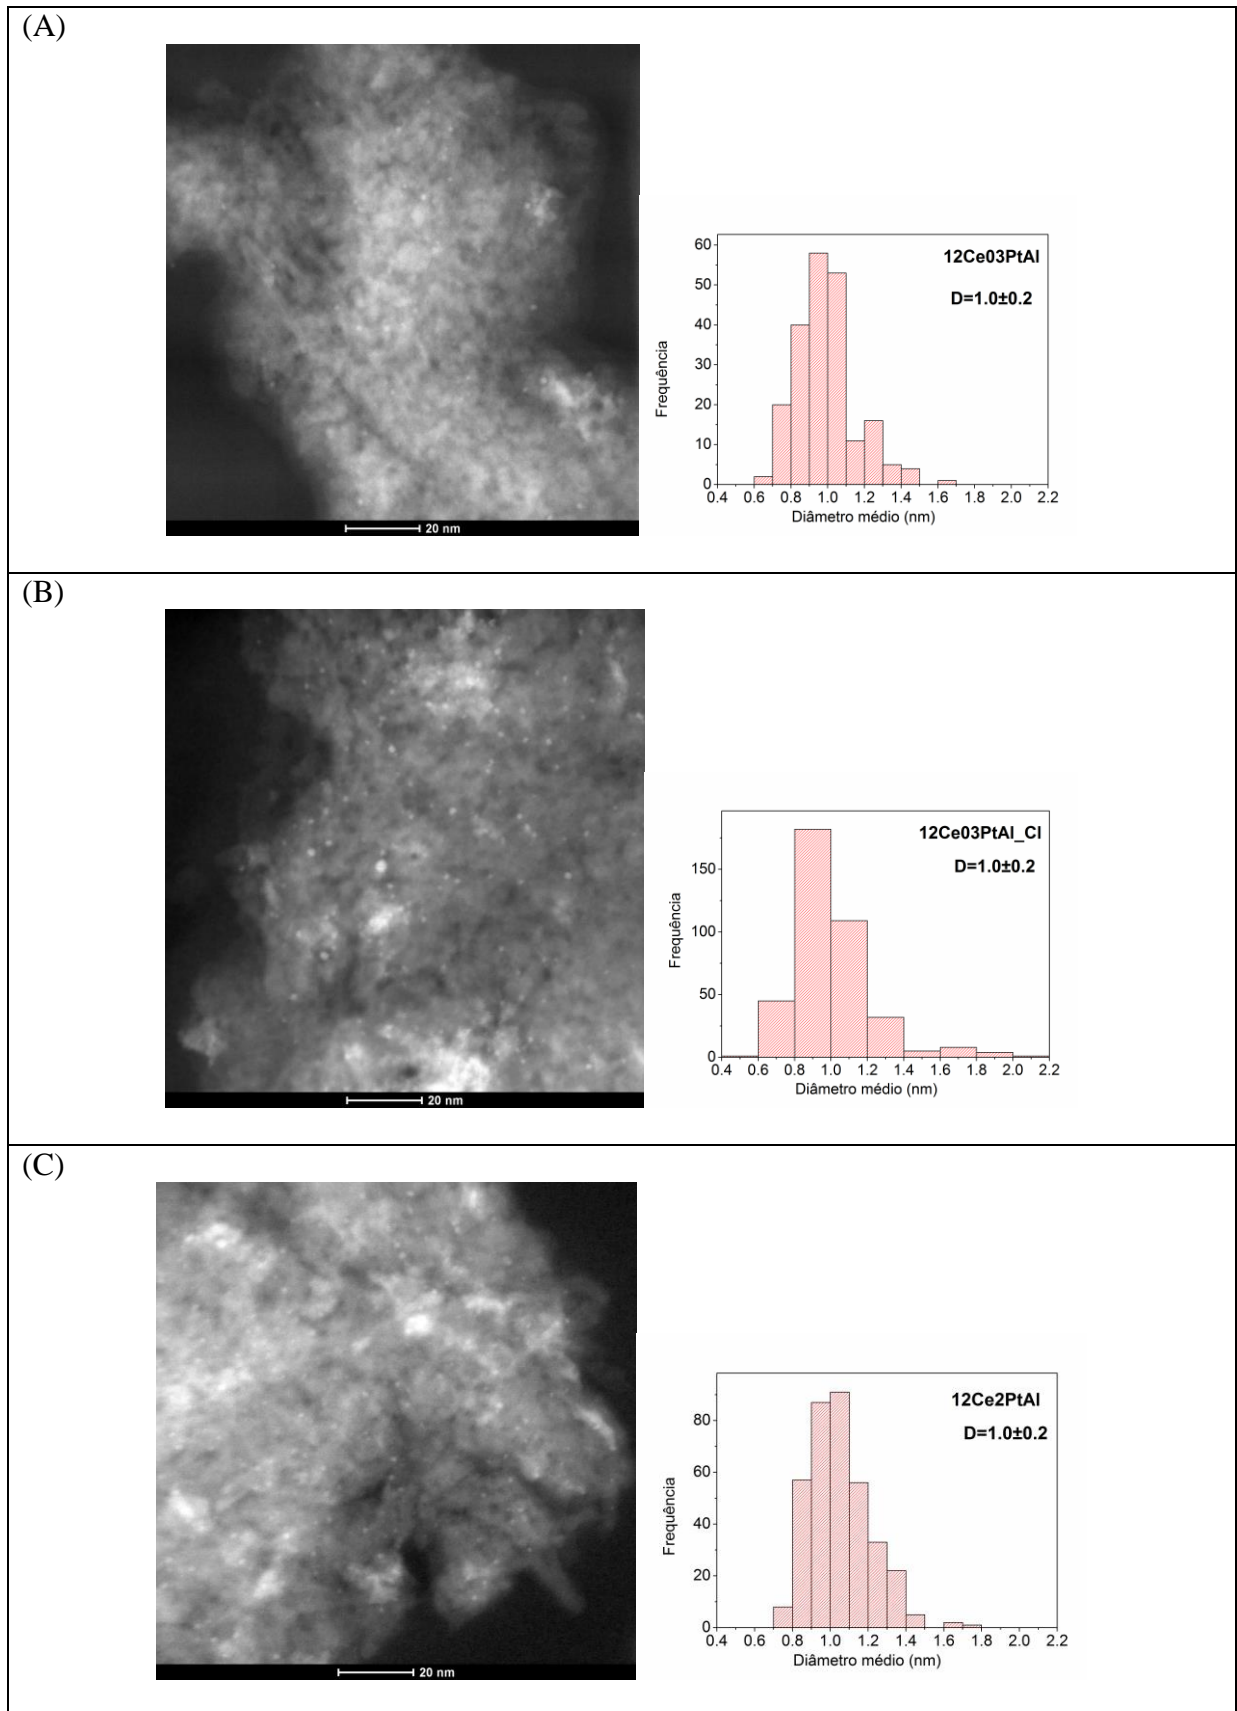 (A)
12Ce03PtAl
D=1.0±0.2
Frequência
60
50
40
30
20
10
0
0.4 0.6 0.8 1.0 1.2 1.4 1.6 1.8 2.0 2.2
Diâmetro médio (nm)
20 nm
(B)
12Ce03PtAl_Cl
D=1.0±0.2
Frequência
150
100
50
0
0.4 0.6 0.8 1.0 1.2 1.4 1.6 1.8 2.0 2.2
Diâmetro médio (nm)
20 nm
(C)
12Ce2PtAl
D=1.0±0.2
Frequência
80
60
40
20
0
0.4 0.6 0.8 1.0 1.2 1.4 1.6 1.8 2.0 2.2
Diâmetro médio (nm)
20 nm